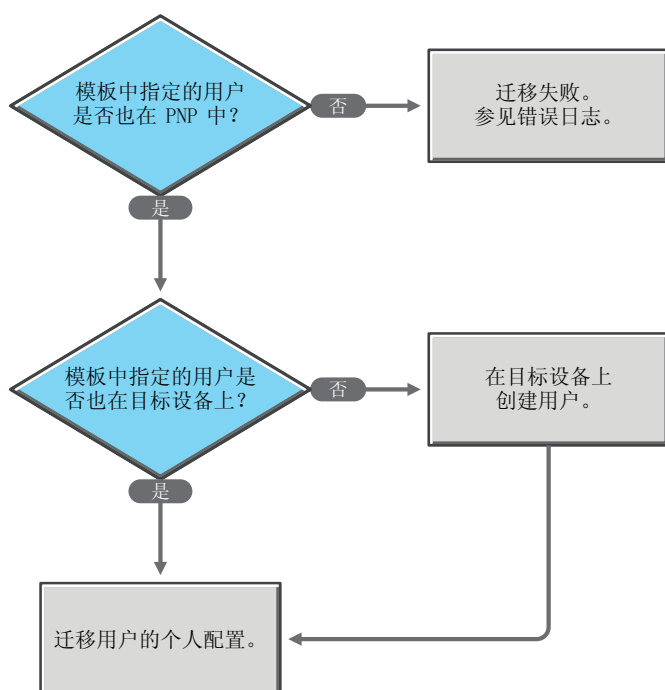 模板中指定的用户
是否也在 PNP 中？
否
迁移失败。
参见错误日志。
是
模板中指定的用户是
否也在目标设备上？
否
在目标设备上
创建用户。
是
迁移用户的个人配置。